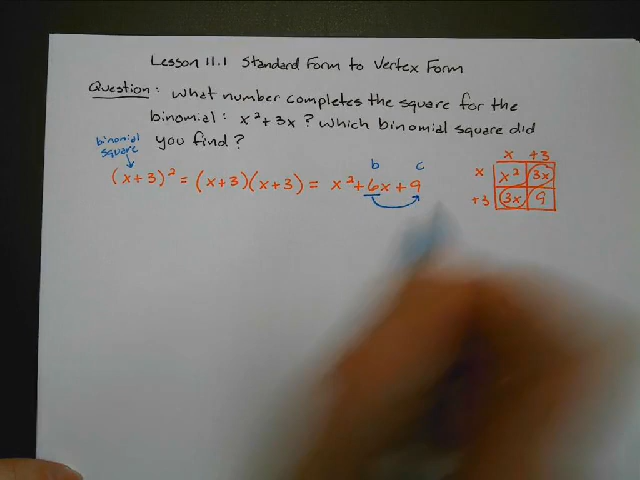 Lesson 11.1 Standard Form to Vertex Form
Question: What number completes the square for the
binomial: x²+3x? Which binomial square did
you find?
binomial
square
(x+3)² = (x+3)(x+3) = x²+6x+9
b c
x +3
x x² 3x
+3 3x 9